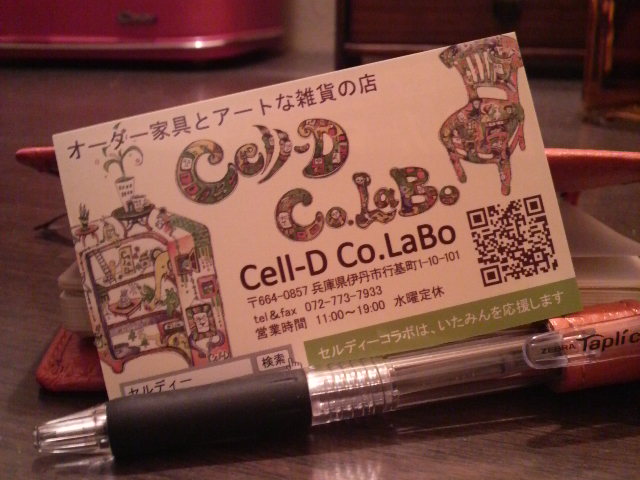 オーダー家具とアートな雑貨の店
Cell-D
Co.LaBo
Cell-D Co.LaBo
〒664-0857 兵庫県伊丹市行基町1-10-101
tel&fax 072-773-7933
営業時間 11:00～19:00 水曜定休
セルディーコラボは、いたみんを応援します
セルディー 検索
ZEBRA Taplic